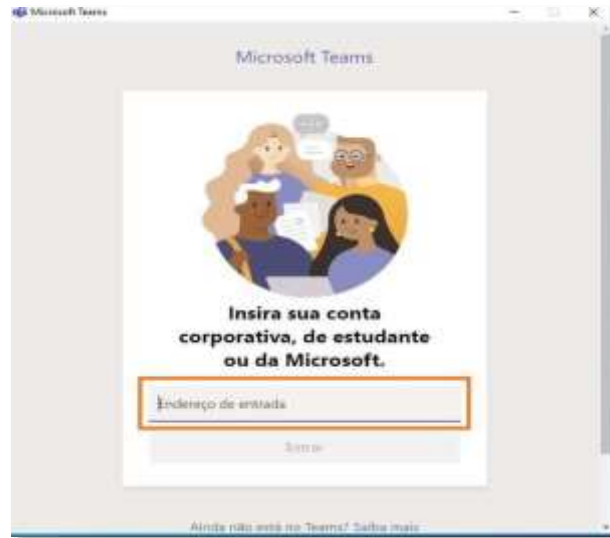 Microsoft Teams
Microsoft Teams
Insira sua conta
corporativa, de estudante
ou da Microsoft.
Endereço de entrada
Entrar
Ainda não está no Teams? Saiba mais